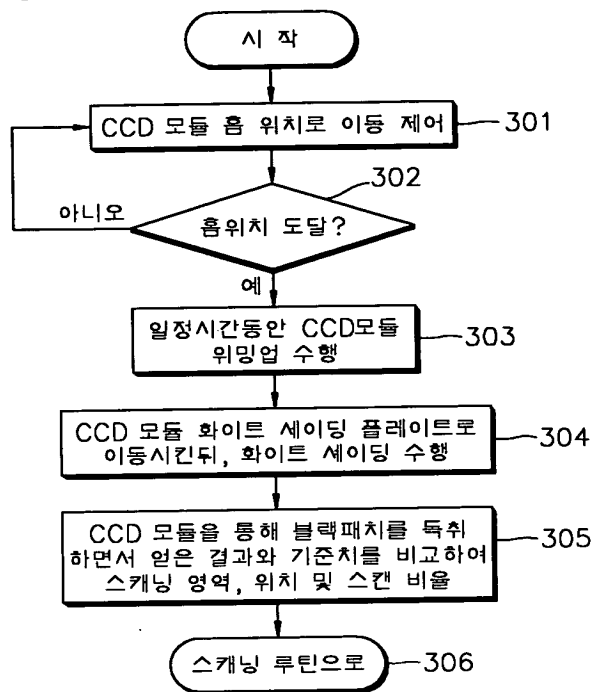 시 작
CCD 모듈 홈 위치로 이동 제어
301
302
홈위치 도달?
아니오
예
일정시간동안 CCD모듈
위밍업 수행
303
CCD 모듈 화이트 셰이딩 플레이트로
이동시킨뒤, 화이트 셰이딩 수행
304
CCD 모듈을 통해 블랙패치를 독취
하면서 얻은 결과와 기준치를 비교하여
스캐닝 영역, 위치 및 스캔 비율
305
스캐닝 루틴으로
306